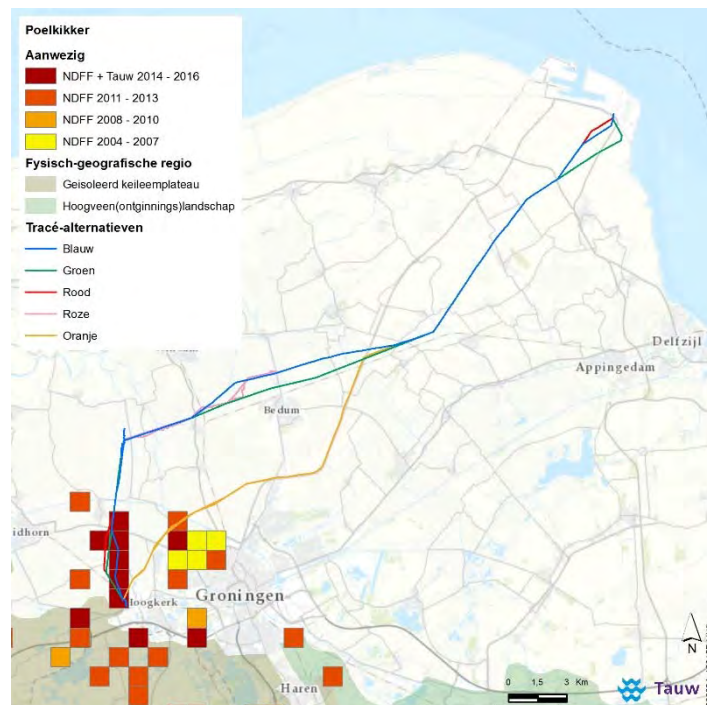 Poelkikker
Aanwezig
NDFF + Tauw 2014 - 2016
NDFF 2011 - 2013
NDFF 2008 - 2010
NDFF 2004 - 2007
Fysisch-geografische regio
Geisoleerd keileemplateau
Hoogveen(ontginnings)landschap
Tracé-alternatieven
Blauw
Groen
Rood
Roze
Oranje
Delfzijl
Appingedam
Bedum
idhorn
Hoogkerk
Groningen
Haren
N
0 1,5 3 Km
Tauw